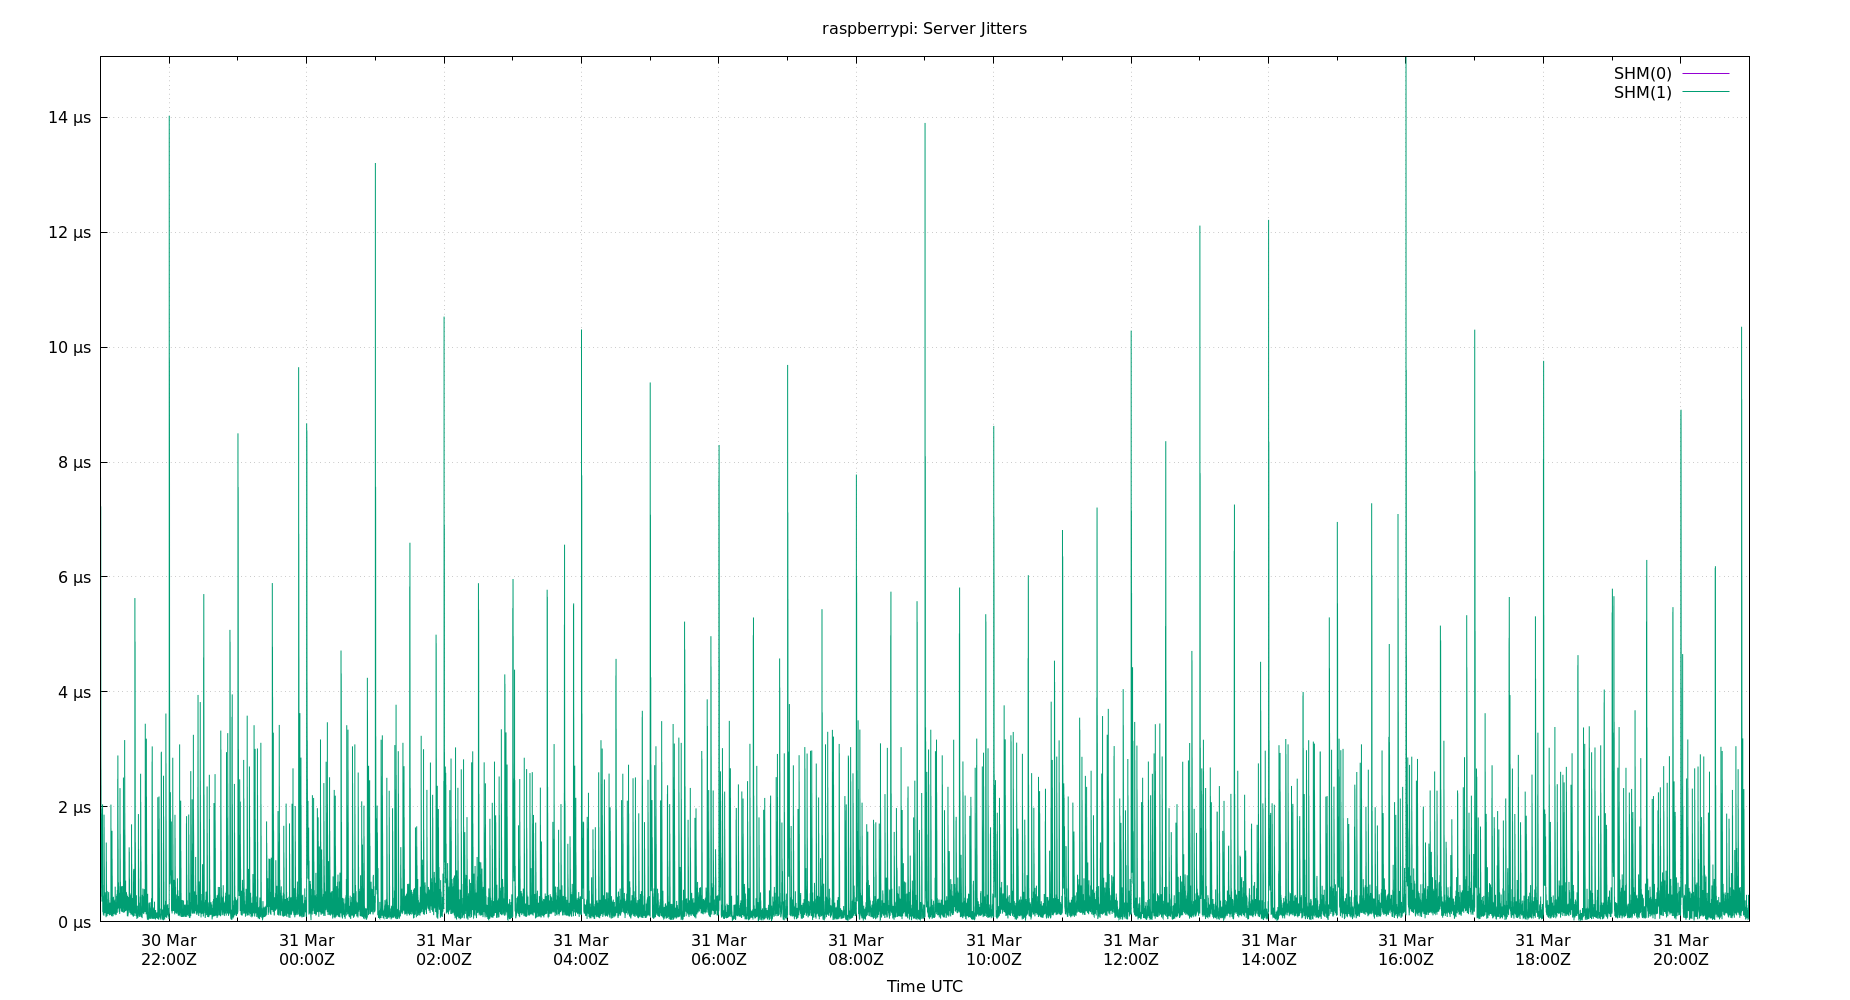 raspberrypi: Server Jitters
SHM(0)
SHM(1)
14 µs
12 µs
10 µs
8 µs
6 µs
4 µs
2 µs
0 µs
30 Mar
22:00Z
31 Mar
00:00Z
31 Mar
02:00Z
31 Mar
04:00Z
31 Mar
06:00Z
31 Mar
08:00Z
31 Mar
10:00Z
31 Mar
12:00Z
31 Mar
14:00Z
31 Mar
16:00Z
31 Mar
18:00Z
31 Mar
20:00Z
Time UTC